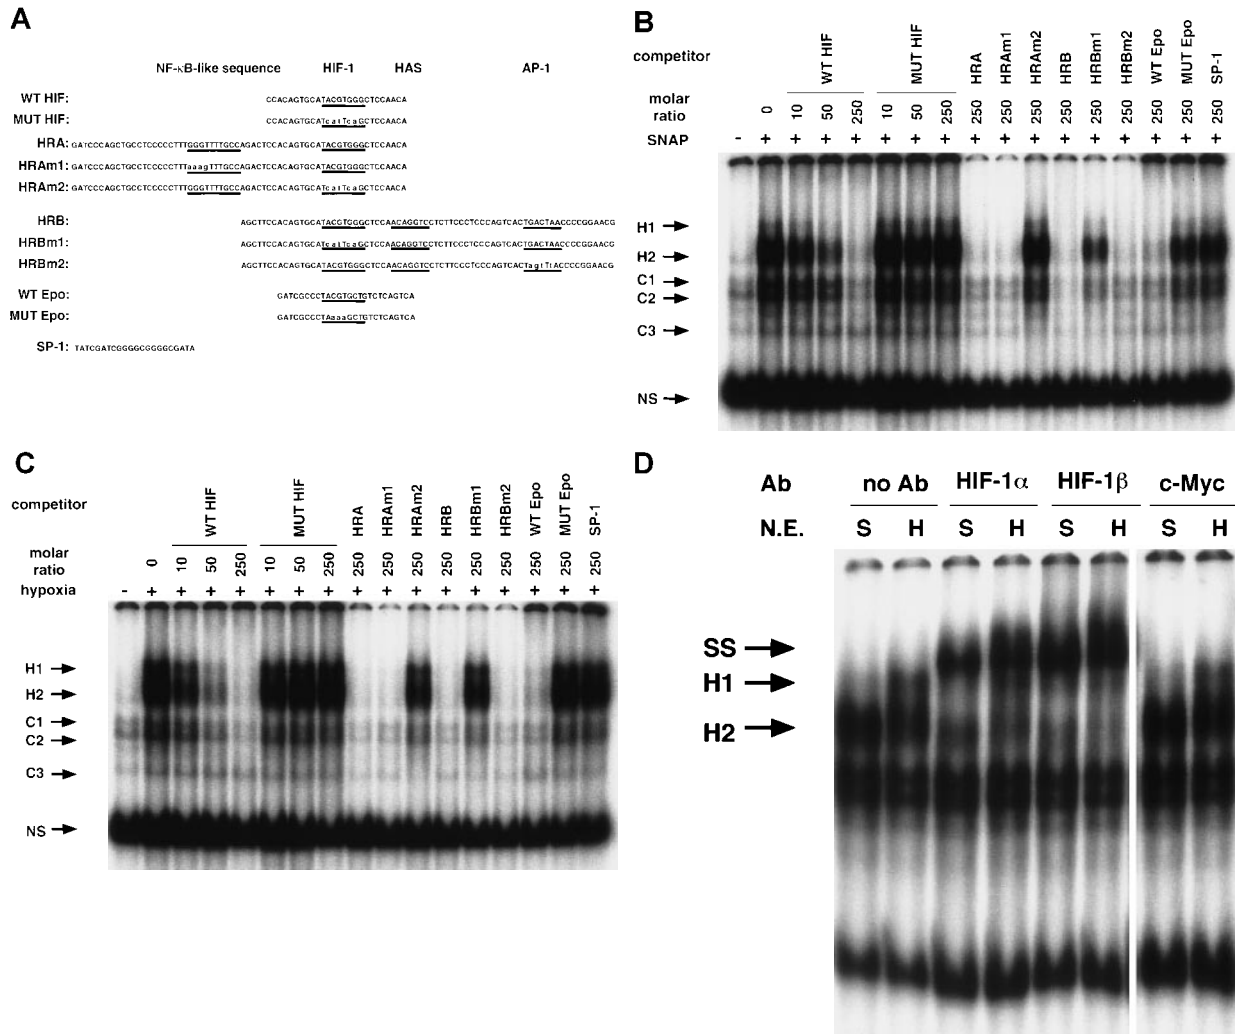 A
NF-κB-like sequence HIF-1 HAS AP-1
WT HIF: CCACAGTGCATACGTGGGCTCCAACA
MUT HIF: CCACAGTGCATcatTcaGCTCCAACA
HRA: GATCCCAGCTGCCTCCCCCTTTGGGTTTTGCCAGACTCCACAGTGCATACGTGGGCTCCAACA
HRAm1: GATCCCAGCTGCCTCCCCCTTTaaagTTTGCCAGACTCCACAGTGCATACGTGGGCTCCAACA
HRAm2: GATCCCAGCTGCCTCCCCCTTTGGGTTTTGCCAGACTCCACAGTGCATcatTcaGCTCCAACA
HRB: AGCTTCCACAGTGCATACGTGGGCTCCAACAGGTCCTCTTCCCTCCCAGTCACTGACTAACCCCGGAACG
HRBm1: AGCTTCCACAGTGCATcatTcaGCTCCAACAGGTCCTCTTCCCTCCCAGTCACTGACTAACCCCGGAACG
HRBm2: AGCTTCCACAGTGCATACGTGGGCTCCAACAGGTCCTCTTCCCTCCCAGTCACTagtTtACCCCGGAACG
WT Epo: GATCGCCCTACGTGCTGTCTCAGTCA
MUT Epo: GATCGCCCTAaaaGCTGTCTCAGTCA
SP-1: TATCGATCGGGGCGGGGCGATA
B
competitor WT HIF MUT HIF HRA HRAm1 HRAm2 HRB HRBm1 HRBm2 WT Epo MUT Epo SP-1
molar ratio 0 10 50 250 10 50 250 250 250 250 250 250 250 250 250 250
SNAP - + + + + + + + + + + + + + + + +
H1
H2
C1
C2
C3
NS
C
competitor WT HIF MUT HIF HRA HRAm1 HRAm2 HRB HRBm1 HRBm2 WT Epo MUT Epo SP-1
molar ratio 0 10 50 250 10 50 250 250 250 250 250 250 250 250 250 250
hypoxia - + + + + + + + + + + + + + + + +
H1
H2
C1
C2
C3
NS
D
Ab no Ab HIF-1α HIF-1β c-Myc
N.E. S H S H S H S H
SS
H1
H2